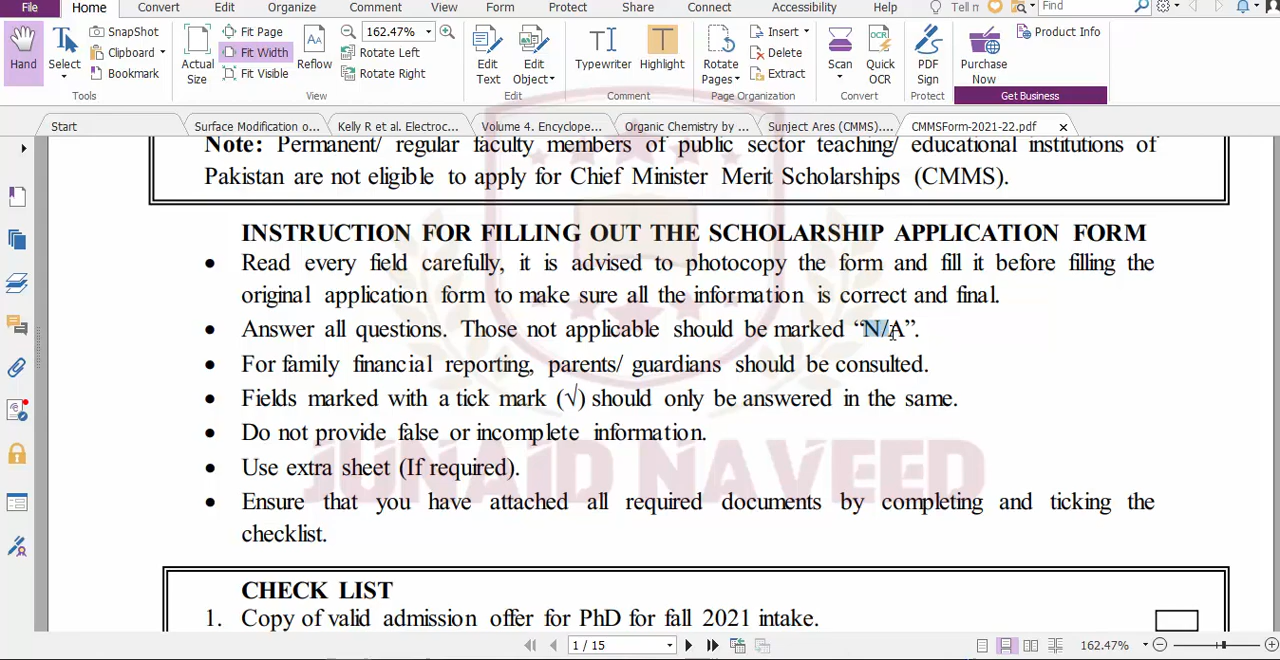 File Home Convert Edit Organize Comment View Form Protect Share Connect Accessibility Help Tell n Find
Hand
Select
SnapShot
Clipboard
Bookmark
Actual Size
Fit Page
Fit Width
Fit Visible
Reflow
162.47%
Rotate Left
Rotate Right
Edit Text
Edit Object
Typewriter
Highlight
Rotate Pages
Insert
Delete
Extract
Scan
Quick OCR
PDF Sign
Purchase Now
Product Info
Tools View Edit Comment Page Organization Convert Protect Get Business
Start Surface Modification o... Kelly R et al. Electroc... Volume 4. Encyclope... Organic Chemistry by ... Sunject Ares (CMMS).... CMMSForm-2021-22.pdf
Note: Permanent/ regular faculty members of public sector teaching/ educational institutions of
Pakistan are not eligible to apply for Chief Minister Merit Scholarships (CMMS).
INSTRUCTION FOR FILLING OUT THE SCHOLARSHIP APPLICATION FORM
• Read every field carefully, it is advised to photocopy the form and fill it before filling the
original application form to make sure all the information is correct and final.
• Answer all questions. Those not applicable should be marked “N/A”.
• For family financial reporting, parents/ guardians should be consulted.
• Fields marked with a tick mark (√) should only be answered in the same.
• Do not provide false or incomplete information.
JUNAID NAVEED
• Use extra sheet (If required).
• Ensure that you have attached all required documents by completing and ticking the
checklist.
CHECK LIST
1. Copy of valid admission offer for PhD for fall 2021 intake.
1 / 15 162.47%